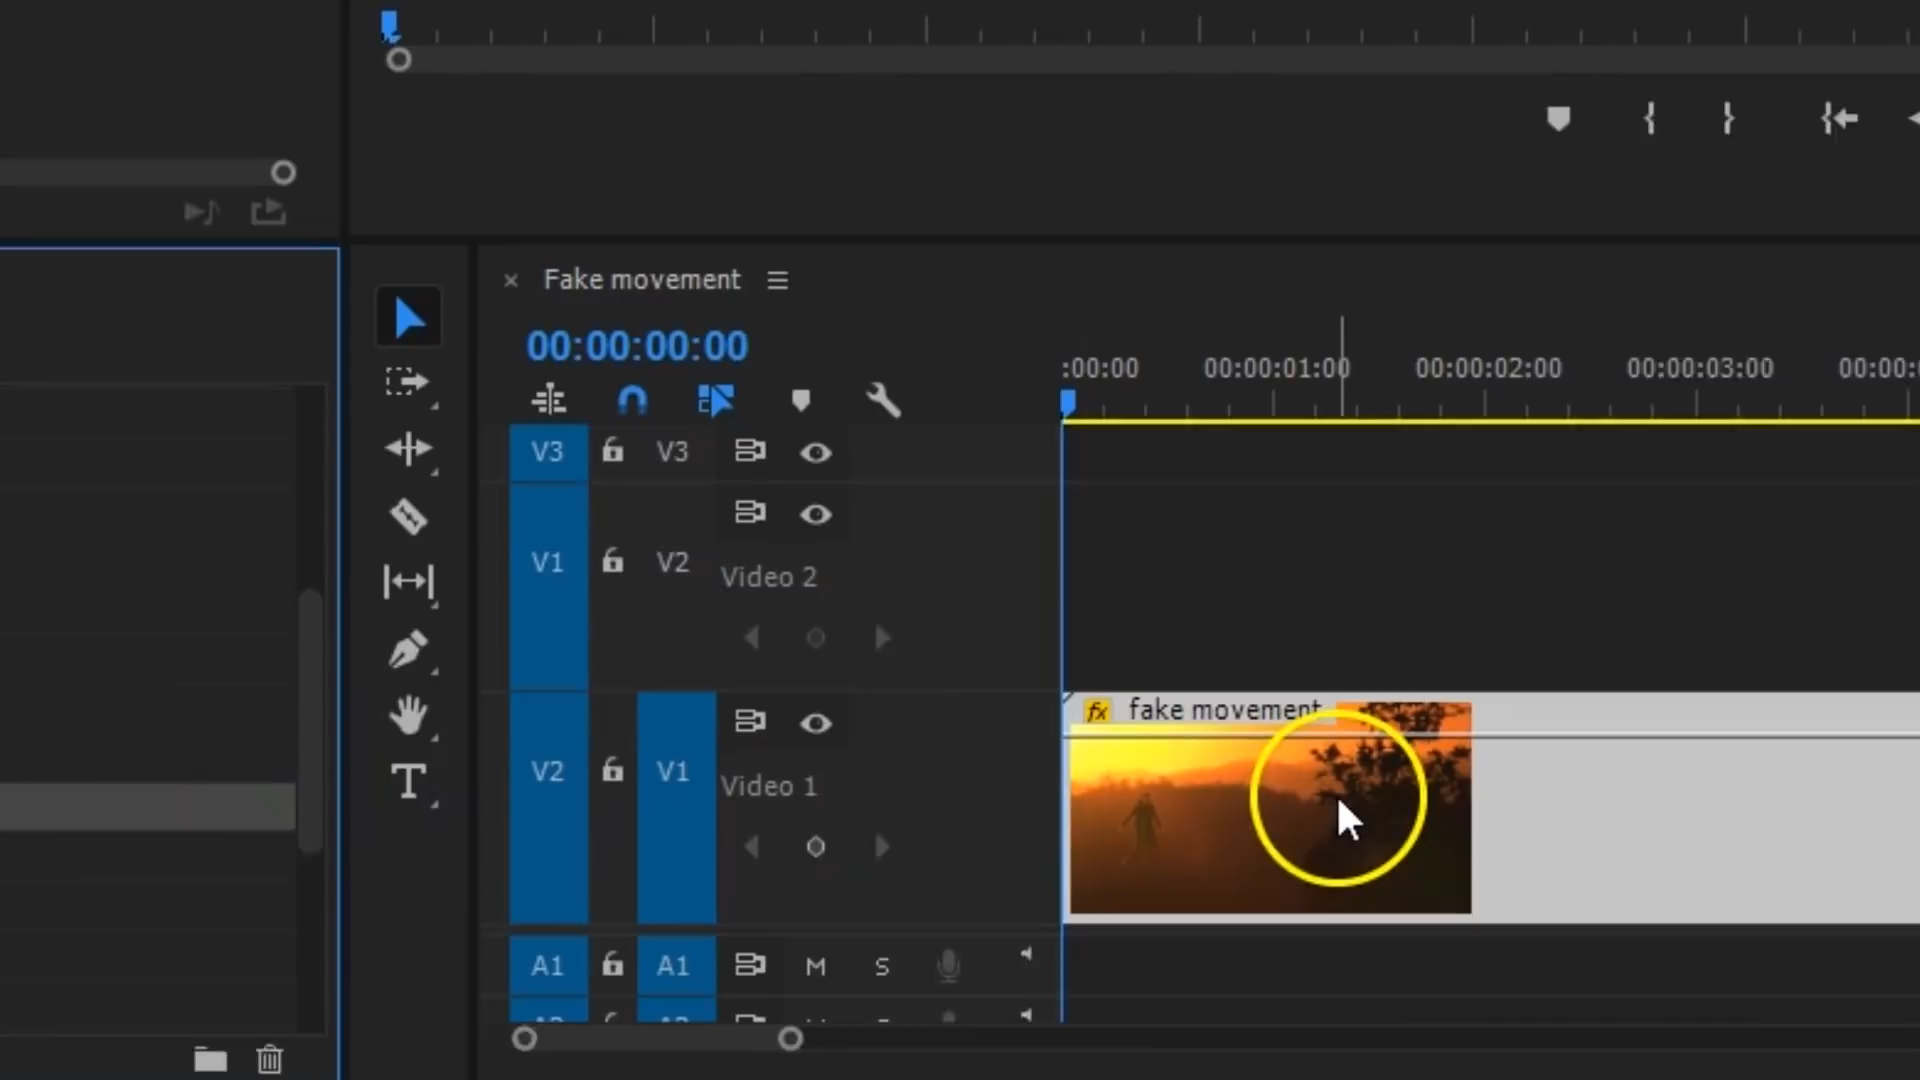 Fake movement
00:00:00:00
:00:00 00:00:01:00 00:00:02:00 00:00:03:00 00:00:0
V3 V3
V1 V2
Video 2
fx fake movement
V2 V1
Video 1
A1 A1 M S
T